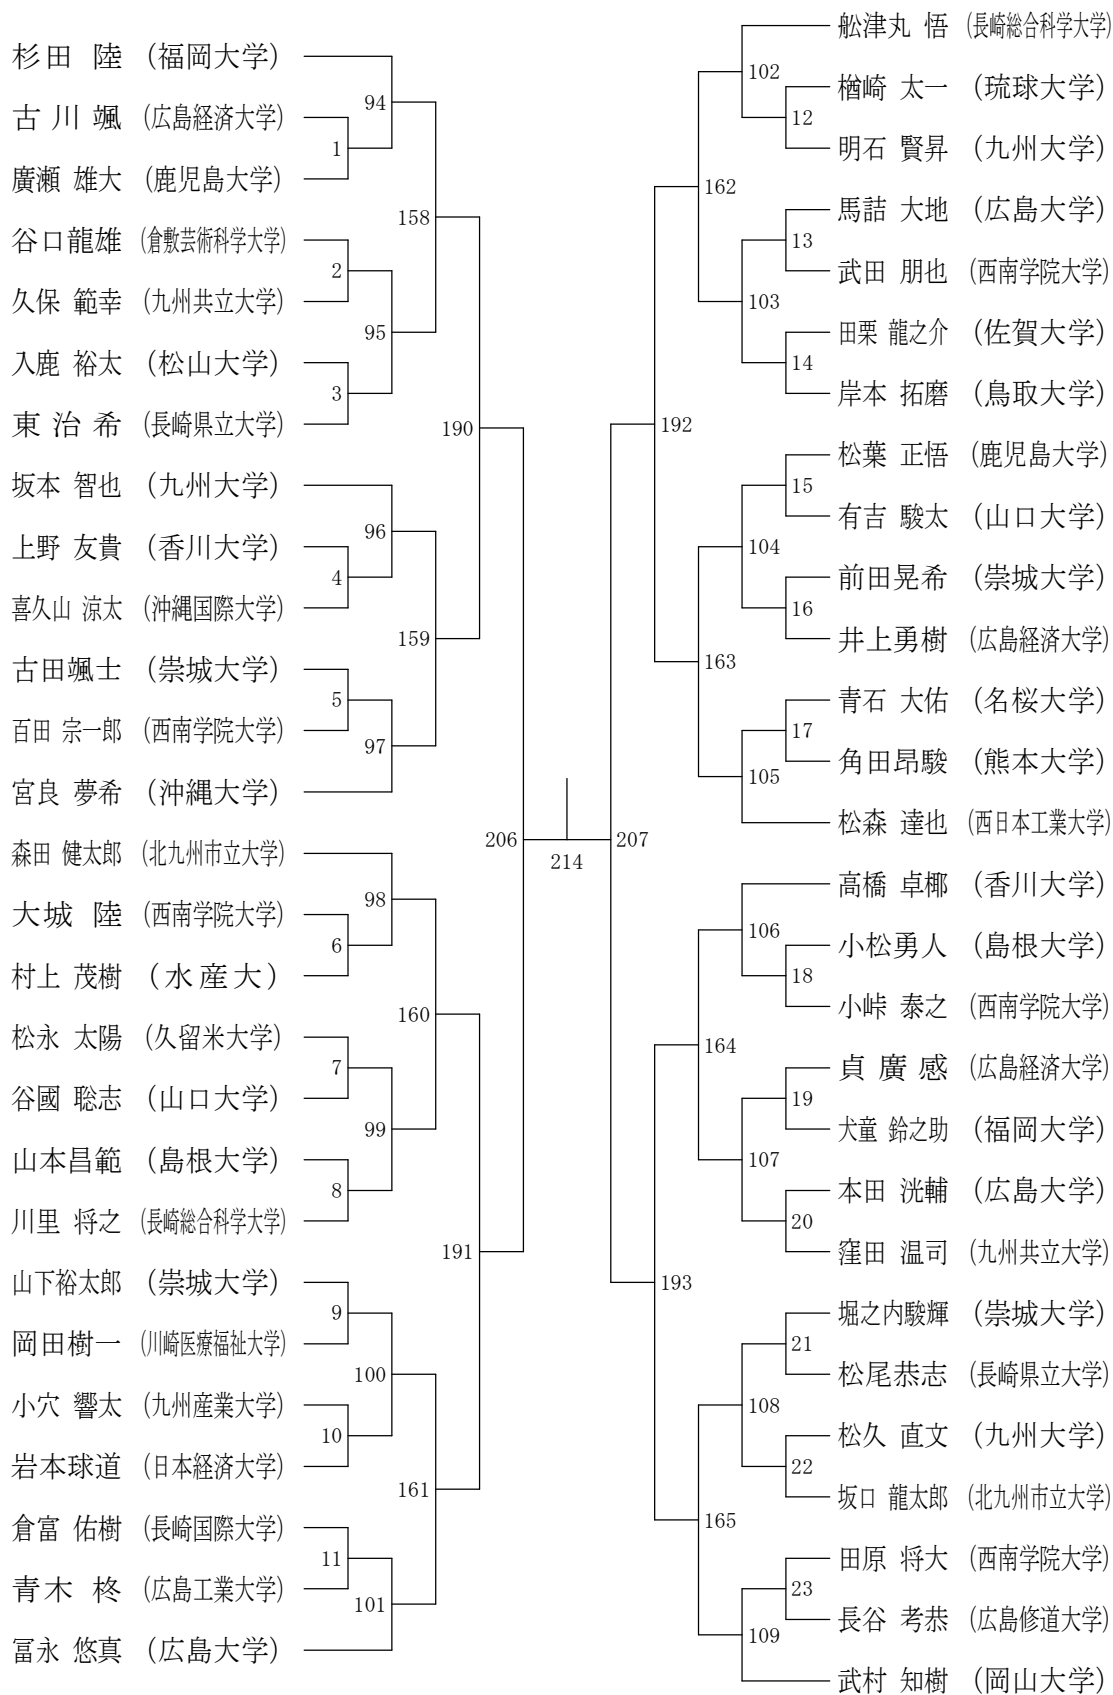 杉田 陸 (福岡大学)
94
古川颯 (広島経済大学)
1
廣瀬 雄大 (鹿児島大学)
158
谷口龍雄 (倉敷芸術科学大学)
2
久保 範幸 (九州共立大学)
95
入鹿 裕太 (松山大学)
3
東治希 (長崎県立大学)
190
坂本 智也 (九州大学)
96
上野 友貴 (香川大学)
4
喜久山 涼太 (沖縄国際大学)
159
古田颯士 (崇城大学)
5
百田 宗一郎 (西南学院大学)
97
宮良 夢希 (沖縄大学)
206
214
207
森田 健太郎 (北九州市立大学)
98
大城 陸 (西南学院大学)
6
村上 茂樹 (水産大)
160
松永 太陽 (久留米大学)
7
谷國 聡志 (山口大学)
99
山本昌範 (島根大学)
8
川里 将之 (長崎総合科学大学)
191
山下裕太郎 (崇城大学)
9
岡田樹一 (川崎医療福祉大学)
100
小穴 響太 (九州産業大学)
10
岩本球道 (日本経済大学)
161
倉富 佑樹 (長崎国際大学)
11
青木 柊 (広島工業大学)
101
冨永 悠真 (広島大学)
舩津丸 悟 (長崎総合科学大学)
102
楢崎 太一 (琉球大学)
12
明石 賢昇 (九州大学)
162
馬詰 大地 (広島大学)
13
武田 朋也 (西南学院大学)
103
田栗 龍之介 (佐賀大学)
14
岸本 拓磨 (鳥取大学)
192
松葉 正悟 (鹿児島大学)
15
有吉 駿太 (山口大学)
104
前田晃希 (崇城大学)
16
井上勇樹 (広島経済大学)
163
青石 大佑 (名桜大学)
17
角田昂駿 (熊本大学)
105
松森 達也 (西日本工業大学)
高橋 卓椰 (香川大学)
106
小松勇人 (島根大学)
18
小峠 泰之 (西南学院大学)
164
貞廣感 (広島経済大学)
19
犬童 鈴之助 (福岡大学)
107
本田 洸輔 (広島大学)
20
窪田 温司 (九州共立大学)
193
堀之内駿輝 (崇城大学)
21
松尾恭志 (長崎県立大学)
108
松久 直文 (九州大学)
22
坂口 龍太郎 (北九州市立大学)
165
田原 将大 (西南学院大学)
23
長谷 考恭 (広島修道大学)
109
武村 知樹 (岡山大学)